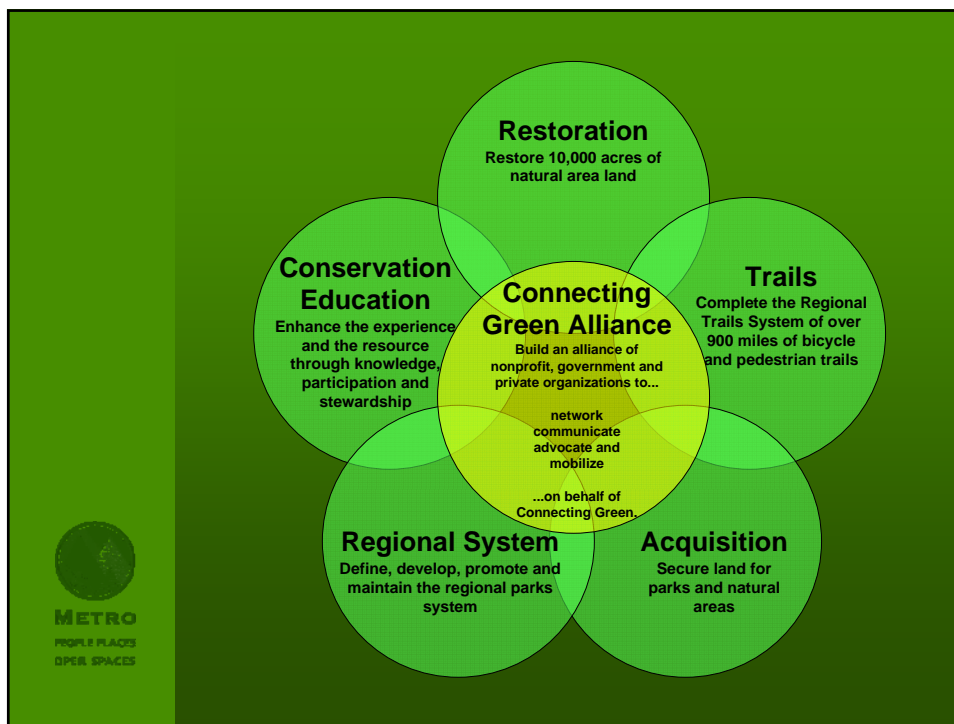 Restoration
Restore 10,000 acres of
natural area land
Conservation
Education
Enhance the experience
and the resource
through knowledge,
participation and
stewardship
Connecting
Green Alliance
Build an alliance of
nonprofit, government and
private organizations to...
network
communicate
advocate and
mobilize
...on behalf of
Connecting Green.
Trails
Complete the Regional
Trails System of over
900 miles of bicycle
and pedestrian trails
Regional System
Define, develop, promote and
maintain the regional parks
system
Acquisition
Secure land for
parks and natural
areas
METRO
PEOPLE PLACES
OPEN SPACES